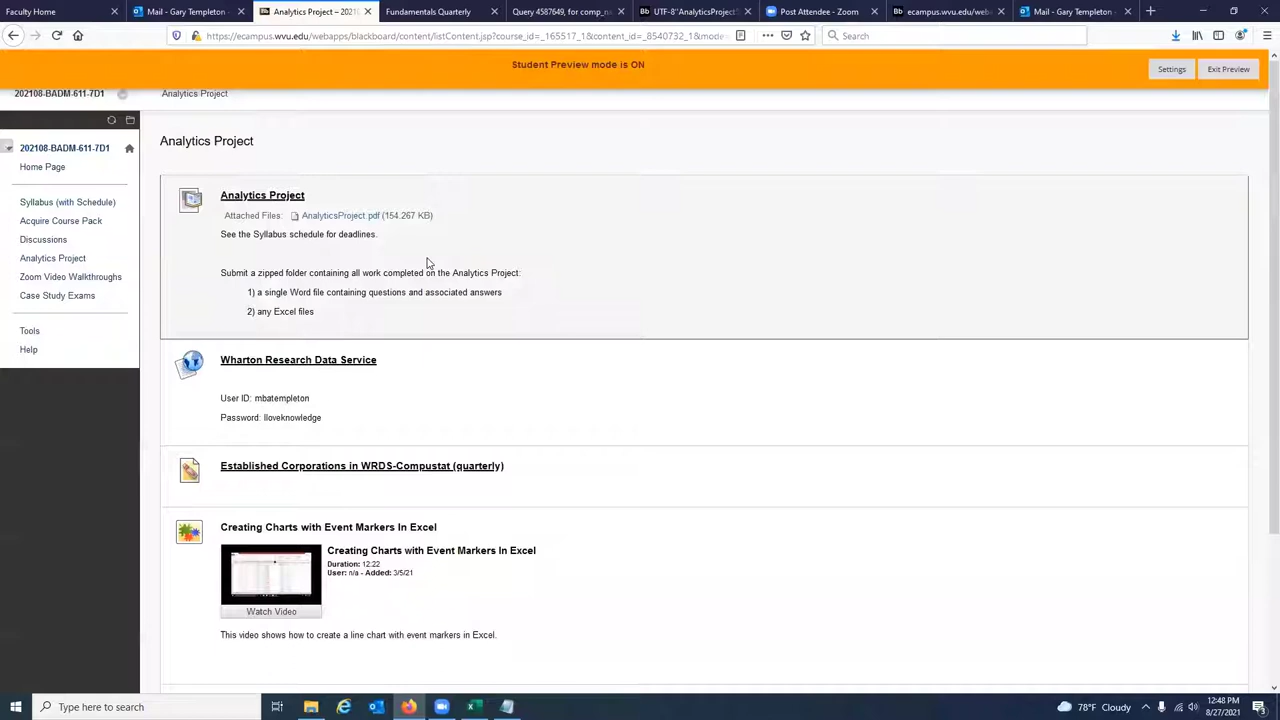 Faculty Home
Mail - Gary Templeton
Analytics Project – 2021
Fundamentals Quarterly
Query 4587649, for comp_na
UTF-8''AnalyticsProject
Post Attendee - Zoom
ecampus.wvu.edu/weba
Mail - Gary Templeton
https://ecampus.wvu.edu/webapps/blackboard/content/listContent.jsp?course_id=_165517_1&content_id=_8540732_1&mode=
Search
Student Preview mode is ON
Settings
Exit Preview
202108-BADM-611-7D1
Analytics Project
202108-BADM-611-7D1
Home Page
Syllabus (with Schedule)
Acquire Course Pack
Discussions
Analytics Project
Zoom Video Walkthroughs
Case Study Exams
Tools
Help
Analytics Project
Analytics Project
Attached Files: AnalyticsProject.pdf (154.267 KB)
See the Syllabus schedule for deadlines.
Submit a zipped folder containing all work completed on the Analytics Project:
1) a single Word file containing questions and associated answers
2) any Excel files
Wharton Research Data Service
User ID: mbatempleton
Password: Iloveknowledge
Established Corporations in WRDS-Compustat (quarterly)
Creating Charts with Event Markers In Excel
Creating Charts with Event Markers In Excel
Duration: 12:22
User: n/a - Added: 3/5/21
Watch Video
This video shows how to create a line chart with event markers in Excel.
Type here to search
78°F Cloudy
12:48 PM
8/27/2021